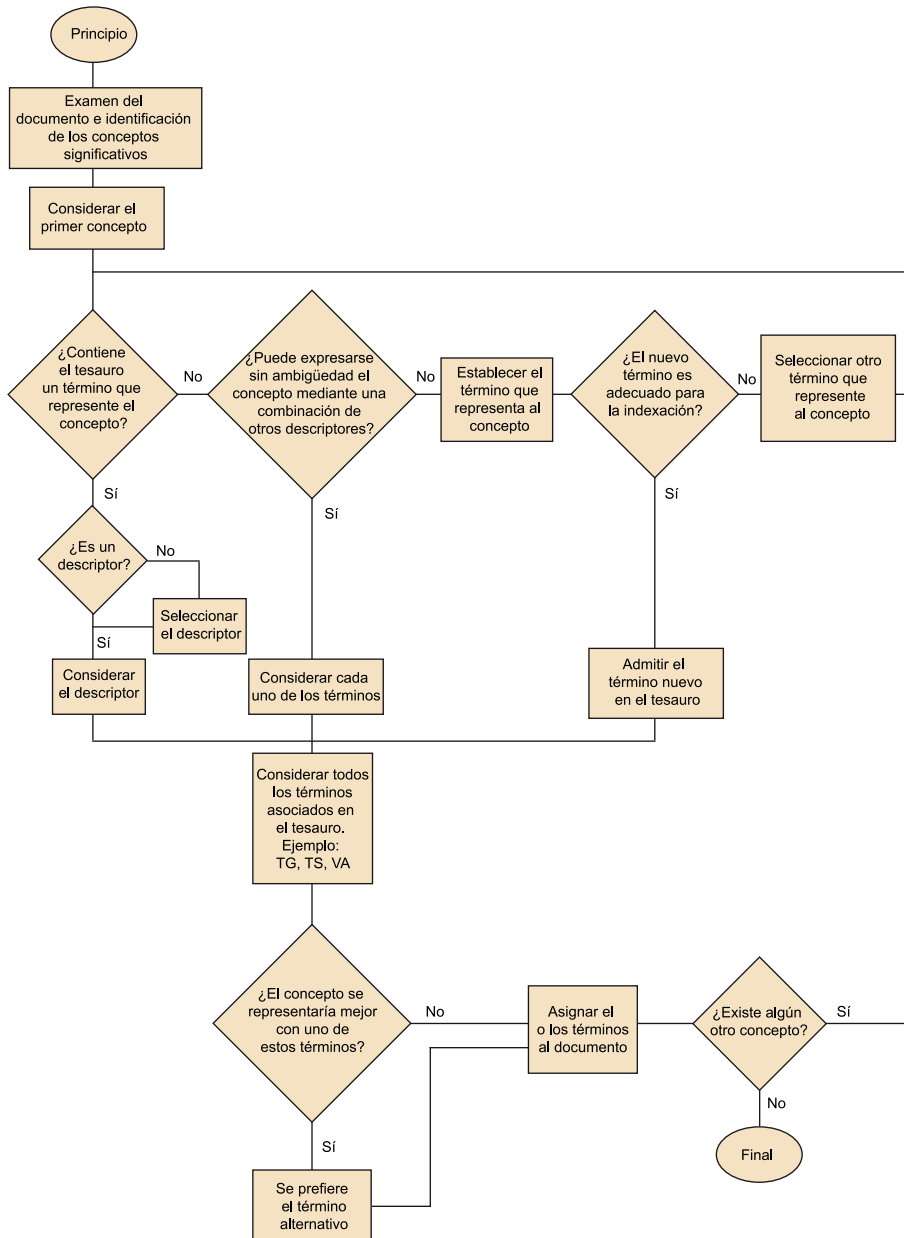 Principio
Examen del
documento e identificación
de los conceptos
significativos
Considerar el
primer concepto
¿Contiene
el tesauro
un término que
represente el
concepto?
No
¿Puede expresarse
sin ambigüedad el
concepto mediante una
combinación de
otros descriptores?
No
Establecer el
término que
representa al
concepto
¿El nuevo
término es
adecuado para
la indexación?
No
Seleccionar otro
término que
represente
al concepto
Sí
Sí
Sí
¿Es un
descriptor?
No
Seleccionar
el descriptor
Sí
Considerar
el descriptor
Considerar cada
uno de los términos
Admitir el
término nuevo
en el tesauro
Considerar todos
los términos
asociados en
el tesauro.
Ejemplo:
TG, TS, VA
¿El concepto se
representaría mejor
con uno de
estos términos?
No
Asignar el
o los términos
al documento
¿Existe algún
otro concepto?
Sí
No
Final
Sí
Se prefiere
el término
alternativo